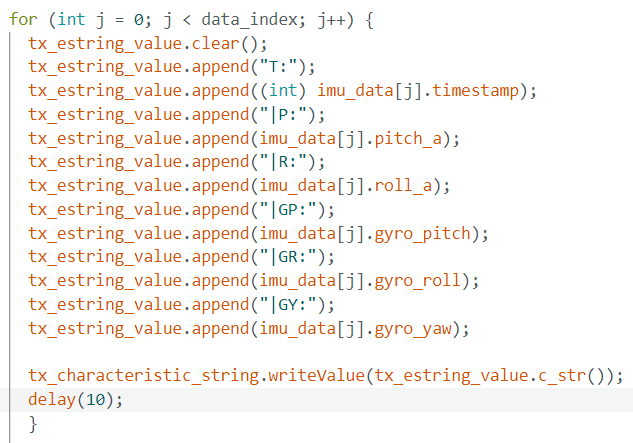 for (int j = 0; j < data_index; j++) {
tx_estring_value.clear();
tx_estring_value.append("T:");
tx_estring_value.append((int) imu_data[j].timestamp);
tx_estring_value.append("|P:");
tx_estring_value.append(imu_data[j].pitch_a);
tx_estring_value.append("|R:");
tx_estring_value.append(imu_data[j].roll_a);
tx_estring_value.append("|GP:");
tx_estring_value.append(imu_data[j].gyro_pitch);
tx_estring_value.append("|GR:");
tx_estring_value.append(imu_data[j].gyro_roll);
tx_estring_value.append("|GY:");
tx_estring_value.append(imu_data[j].gyro_yaw);
tx_characteristic_string.writeValue(tx_estring_value.c_str());
delay(10);
}